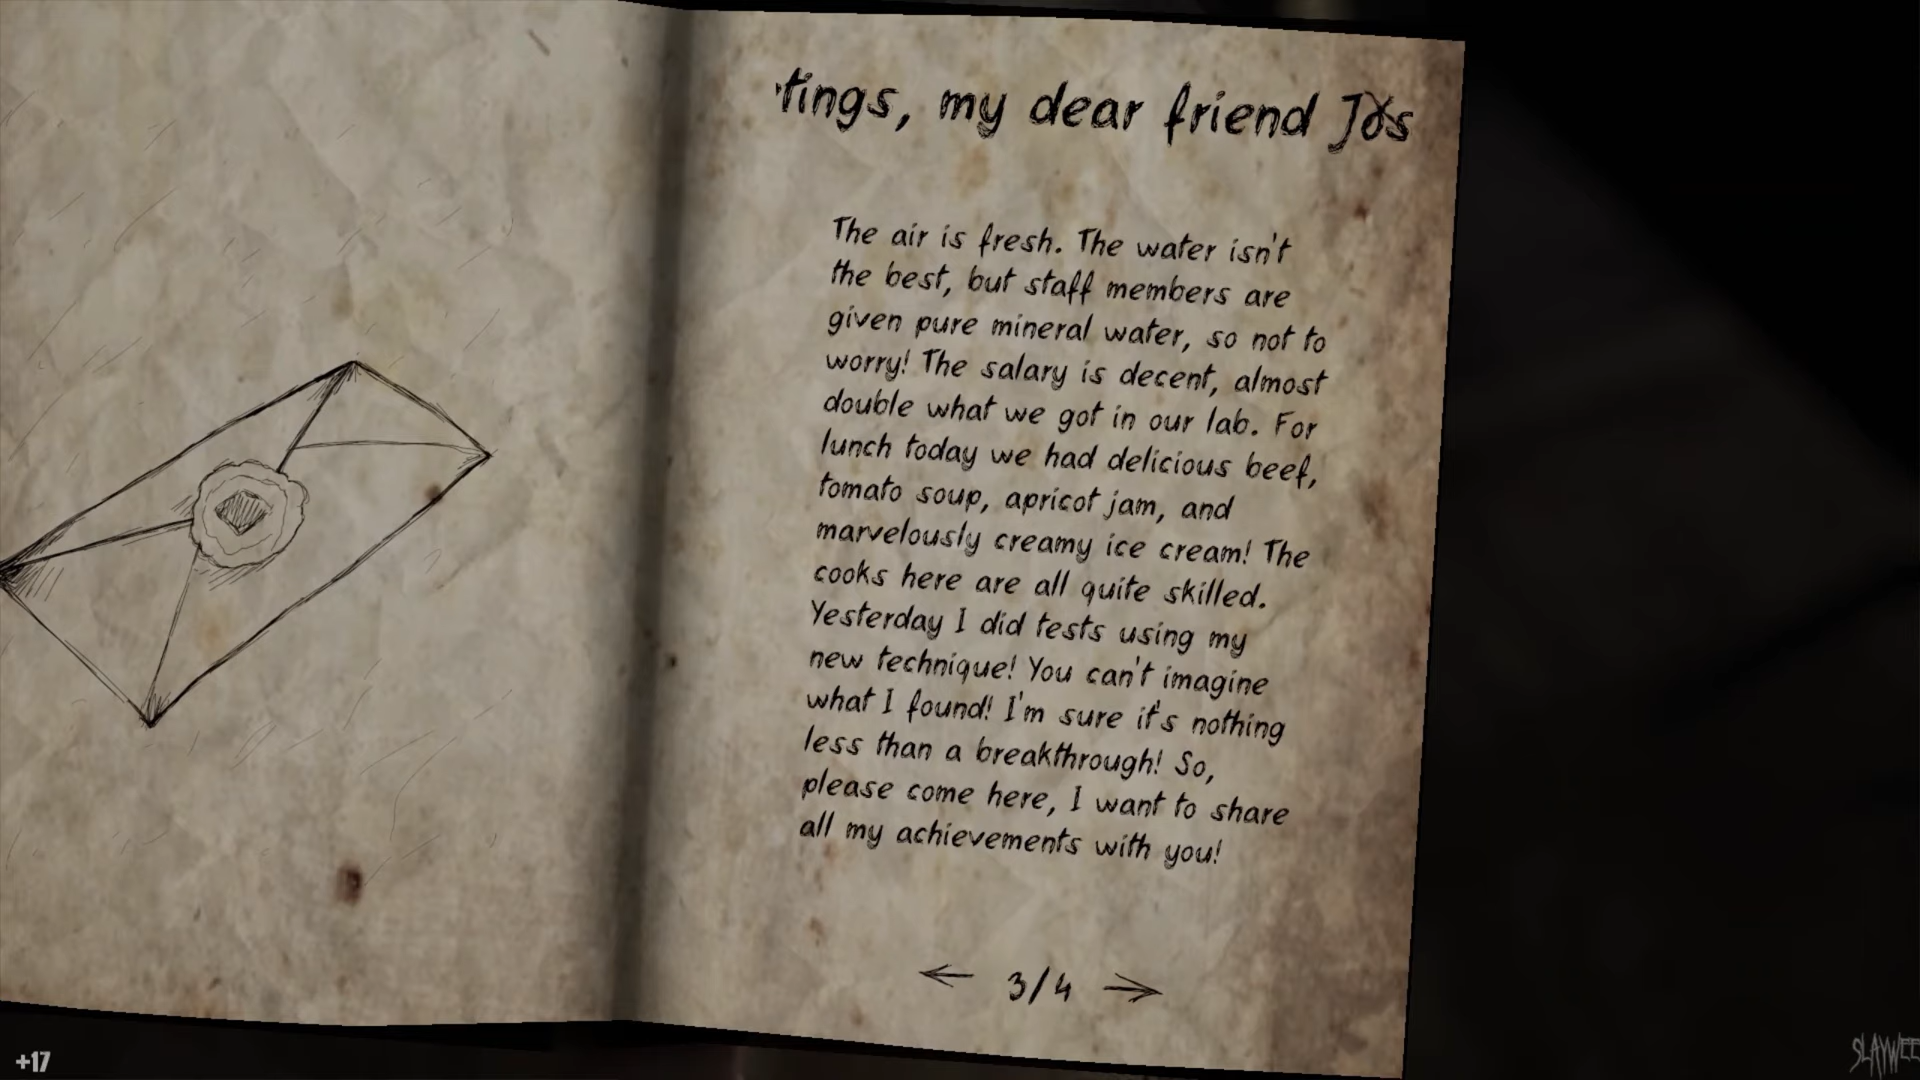 tings, my dear friend Jos
The air is fresh. The water isn't
the best, but staff members are
given pure mineral water, so not to
worry! The salary is decent, almost
double what we got in our lab. For
lunch today we had delicious beef,
tomato soup, apricot jam, and
marvelously creamy ice cream! The
cooks here are all quite skilled.
Yesterday I did tests using my
new technique! You can't imagine
what I found! I'm sure it's nothing
less than a breakthrough! So,
please come here, I want to share
all my achievements with you!
← 3/4 →
+17
SLAYWEE